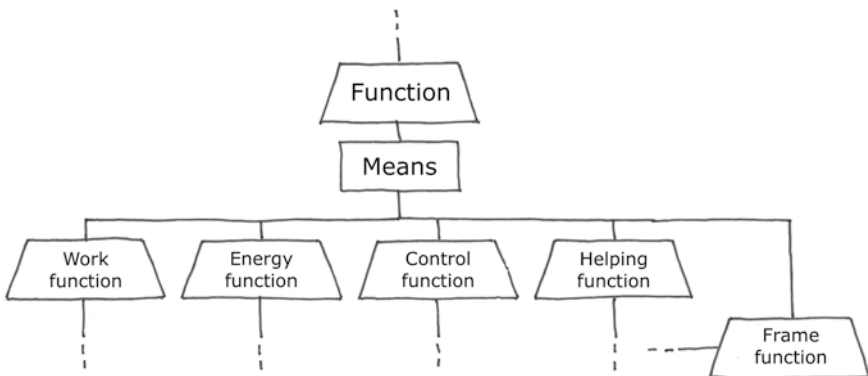 Function
Means
Work
function
Energy
function
Control
function
Helping
function
Frame
function